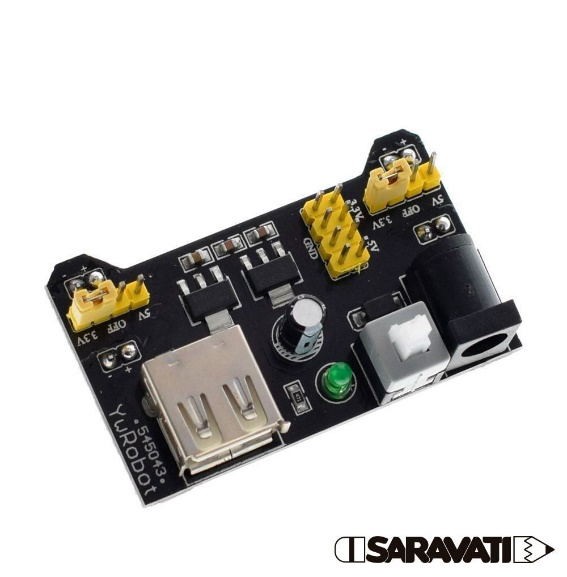 3.3V
5V
GND
3.3V OFF 5V
3.3V OFF 5V
.545043.
YwRobot
SARAVATI